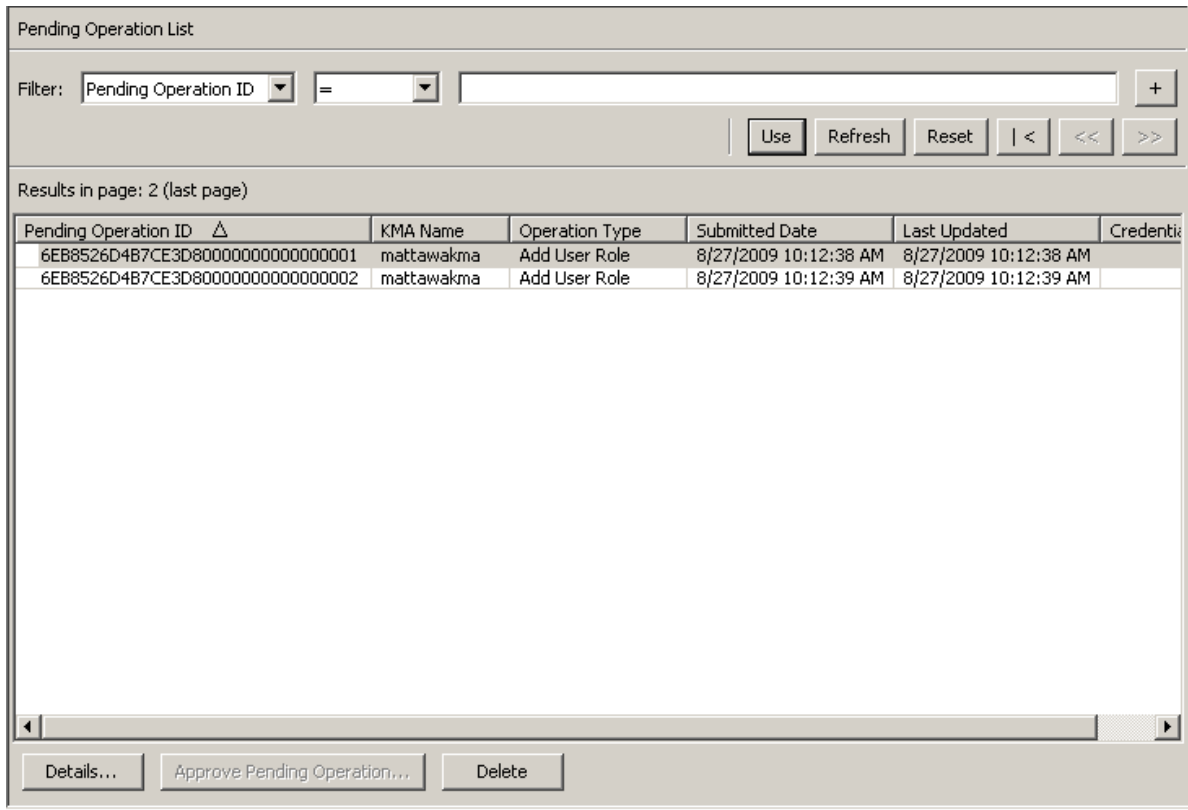 Pending Operation List
Filter: Pending Operation ID = +
Use Refresh Reset |< << >>
Results in page: 2 (last page)
Pending Operation ID KMA Name Operation Type Submitted Date Last Updated Credentia
6EB8526D4B7CE3D80000000000000001 mattawakma Add User Role 8/27/2009 10:12:38 AM 8/27/2009 10:12:38 AM
6EB8526D4B7CE3D80000000000000002 mattawakma Add User Role 8/27/2009 10:12:39 AM 8/27/2009 10:12:39 AM
Details... Approve Pending Operation... Delete